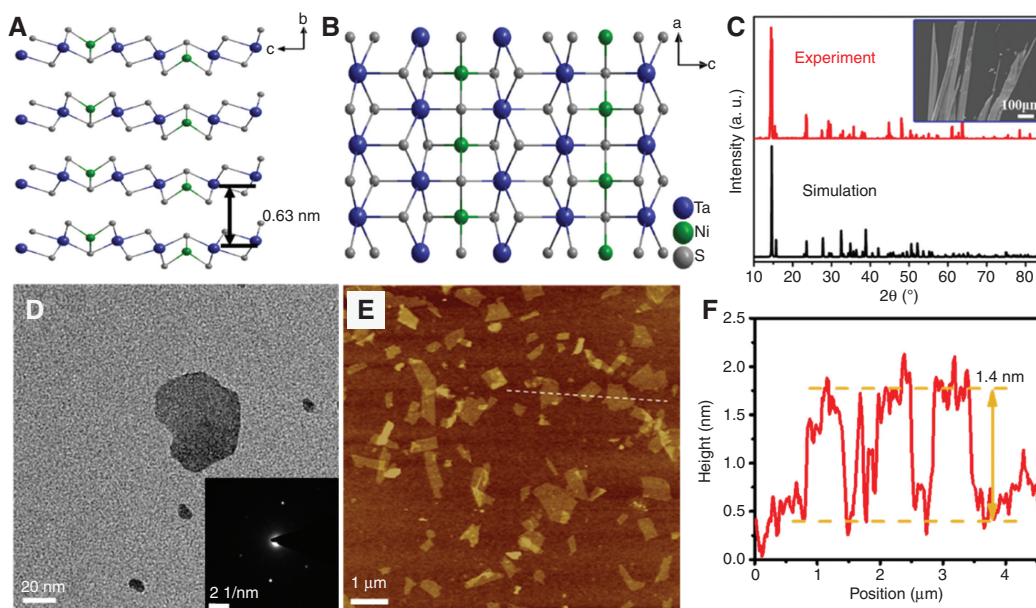 A
b
c
0.63 nm
B
a
c
Ta
Ni
S
C
Experiment
100μm
Simulation
Intensity (a. u.)
10 20 30 40 50 60 70 80
2θ (°)
D
20 nm
2 1/nm
E
1 μm
F
2.5
2.0
1.5
1.0
0.5
0.0
1.4 nm
Height (nm)
0 1 2 3 4
Position (μm)